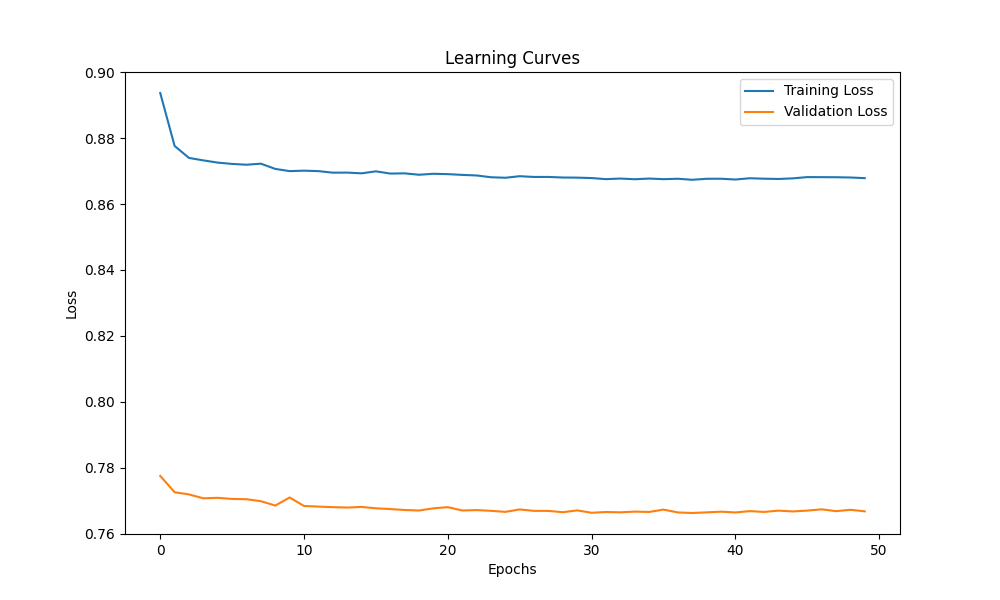 Learning Curves
Training Loss
Validation Loss
0.90
0.88
0.86
0.84
0.82
0.80
0.78
0.76
Loss
0 10 20 30 40 50
Epochs